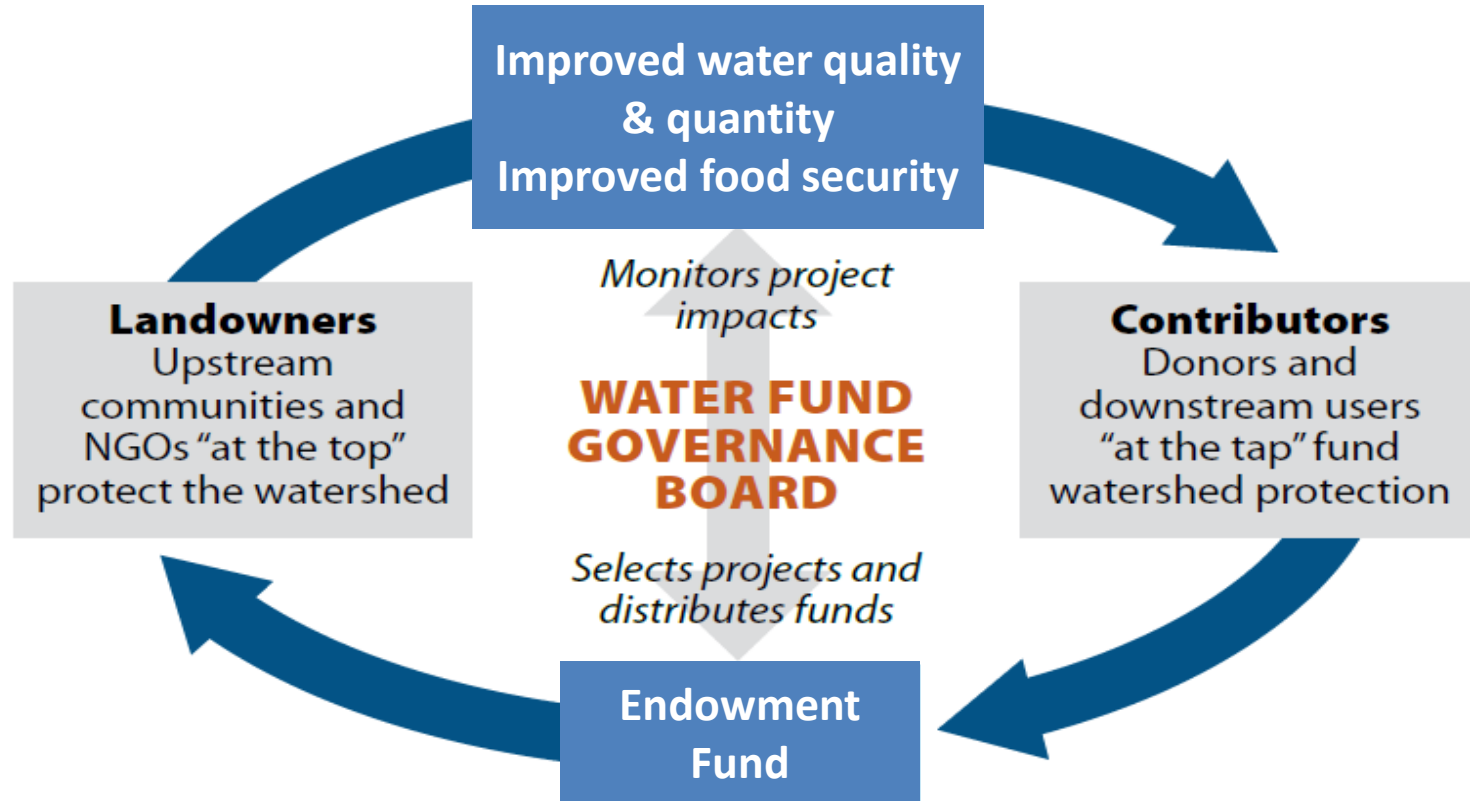 Improved water quality
& quantity
Improved food security
Monitors project
impacts
Landowners
Upstream
communities and
NGOs “at the top”
protect the watershed
WATER FUND
GOVERNANCE
BOARD
Contributors
Donors and
downstream users
“at the tap” fund
watershed protection
Selects projects and
distributes funds
Endowment
Fund